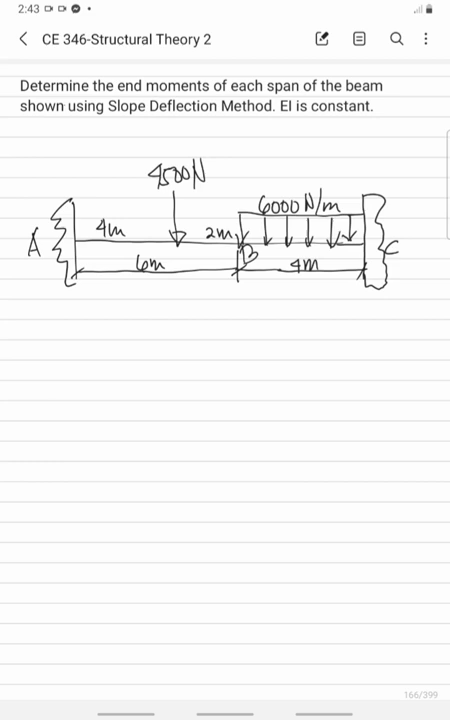 2:43
CE 346-Structural Theory 2
Determine the end moments of each span of the beam
shown using Slope Deflection Method. EI is constant.
4500N
6000 N/m
A 4m 2m B C
6m 4m
166/399